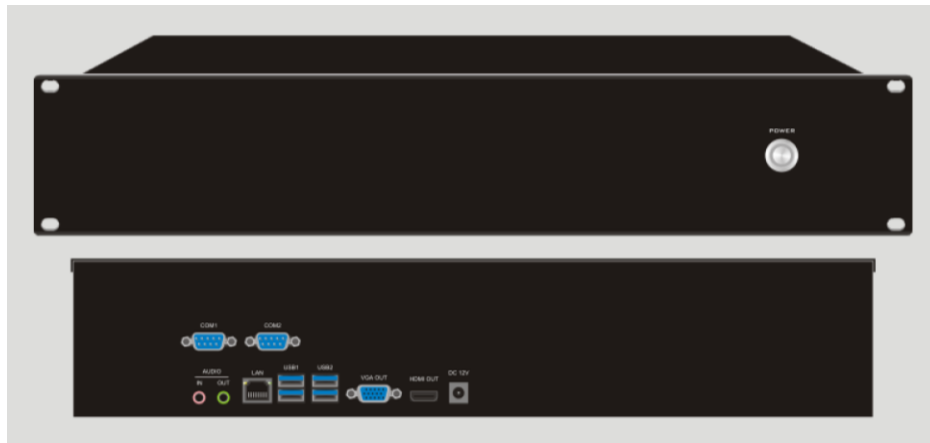 POWER
COM1 COM2
AUDIO LAN USB1 USB2 VGA OUT HDMI OUT DC 12V
IN OUT